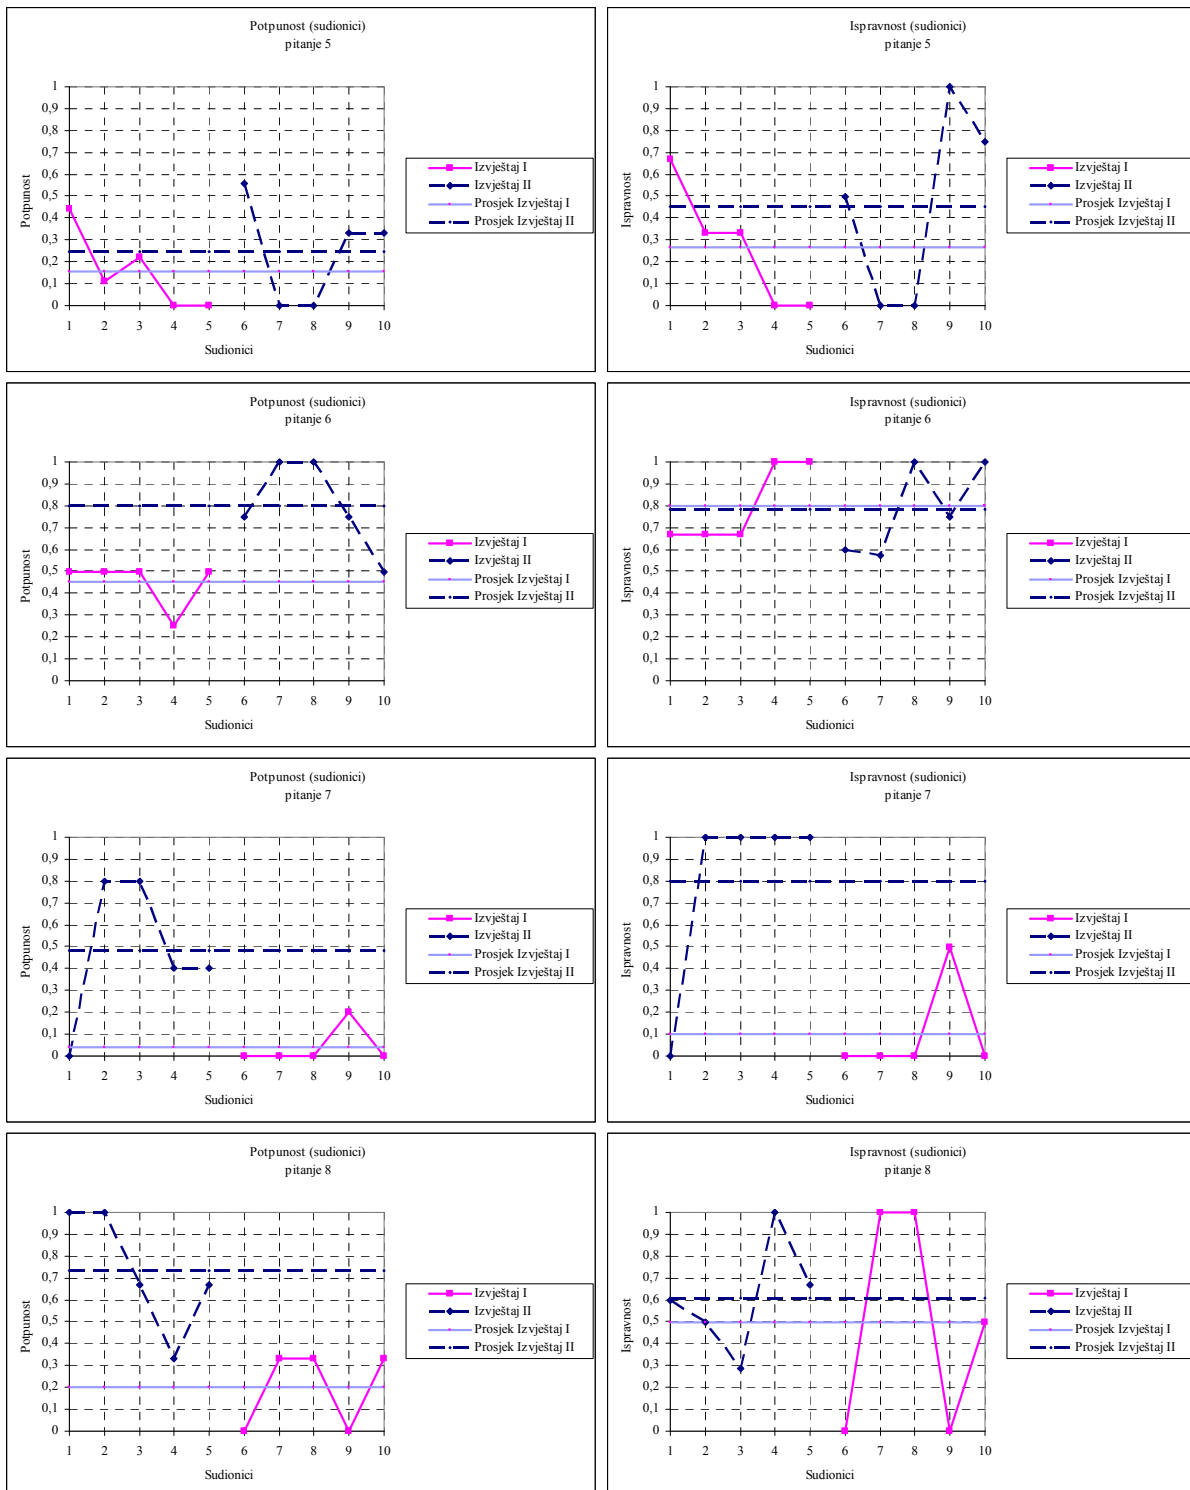 Potpunost (sudionici)
pitanje 5
Potpunost
1
0,9
0,8
0,7
0,6
0,5
0,4
0,3
0,2
0,1
0
1 2 3 4 5 6 7 8 9 10
Sudionici
Izvještaj I
Izvještaj II
Prosjek Izvještaj I
Prosjek Izvještaj II
Ispravnost (sudionici)
pitanje 5
Ispravnost
1
0,9
0,8
0,7
0,6
0,5
0,4
0,3
0,2
0,1
0
1 2 3 4 5 6 7 8 9 10
Sudionici
Izvještaj I
Izvještaj II
Prosjek Izvještaj I
Prosjek Izvještaj II
Potpunost (sudionici)
pitanje 6
Potpunost
1
0,9
0,8
0,7
0,6
0,5
0,4
0,3
0,2
0,1
0
1 2 3 4 5 6 7 8 9 10
Sudionici
Izvještaj I
Izvještaj II
Prosjek Izvještaj I
Prosjek Izvještaj II
Ispravnost (sudionici)
pitanje 6
Ispravnost
1
0,9
0,8
0,7
0,6
0,5
0,4
0,3
0,2
0,1
0
1 2 3 4 5 6 7 8 9 10
Sudionici
Izvještaj I
Izvještaj II
Prosjek Izvještaj I
Prosjek Izvještaj II
Potpunost (sudionici)
pitanje 7
Potpunost
1
0,9
0,8
0,7
0,6
0,5
0,4
0,3
0,2
0,1
0
1 2 3 4 5 6 7 8 9 10
Sudionici
Izvještaj I
Izvještaj II
Prosjek Izvještaj I
Prosjek Izvještaj II
Ispravnost (sudionici)
pitanje 7
Ispravnost
1
0,9
0,8
0,7
0,6
0,5
0,4
0,3
0,2
0,1
0
1 2 3 4 5 6 7 8 9 10
Sudionici
Izvještaj I
Izvještaj II
Prosjek Izvještaj I
Prosjek Izvještaj II
Potpunost (sudionici)
pitanje 8
Potpunost
1
0,9
0,8
0,7
0,6
0,5
0,4
0,3
0,2
0,1
0
1 2 3 4 5 6 7 8 9 10
Sudionici
Izvještaj I
Izvještaj II
Prosjek Izvještaj I
Prosjek Izvještaj II
Ispravnost (sudionici)
pitanje 8
Ispravnost
1
0,9
0,8
0,7
0,6
0,5
0,4
0,3
0,2
0,1
0
1 2 3 4 5 6 7 8 9 10
Sudionici
Izvještaj I
Izvještaj II
Prosjek Izvještaj I
Prosjek Izvještaj II